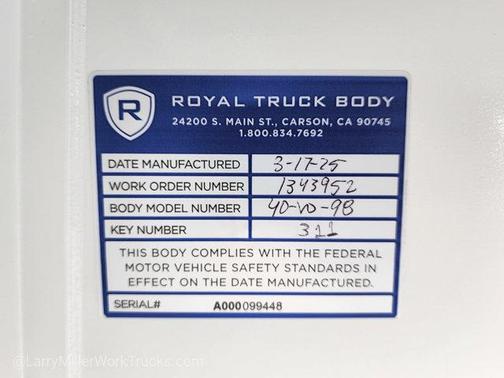 R ROYAL TRUCK BODY
24200 S. MAIN ST., CARSON, CA 90745
1.800.834.7692
DATE MANUFACTURED 3-17-25
WORK ORDER NUMBER 1343952
BODY MODEL NUMBER 40-VO-98
KEY NUMBER 311
THIS BODY COMPLIES WITH THE FEDERAL
MOTOR VEHICLE SAFETY STANDARDS IN
EFFECT ON THE DATE MANUFACTURED.
SERIAL# A000099448
@LarryMillerWorkTrucks.com